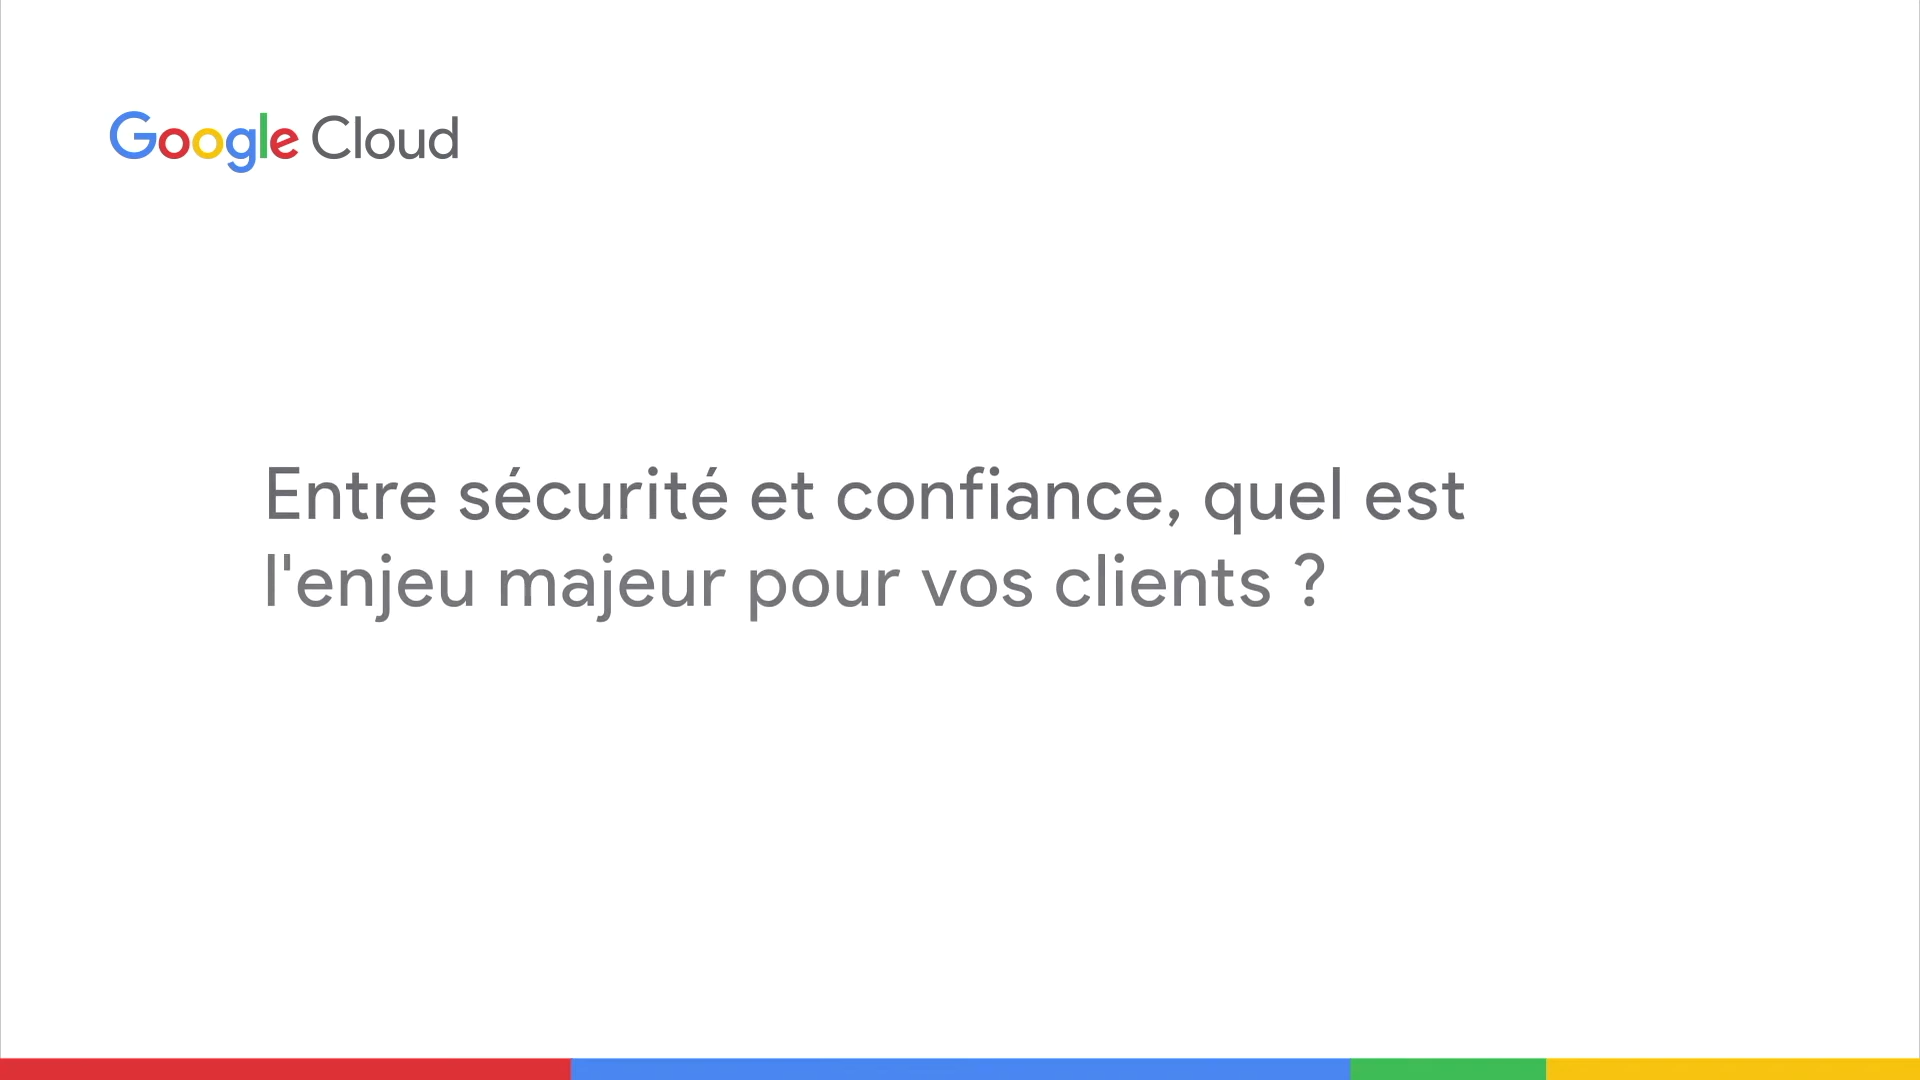 Google Cloud
Entre sécurité et confiance, quel est
l'enjeu majeur pour vos clients ?